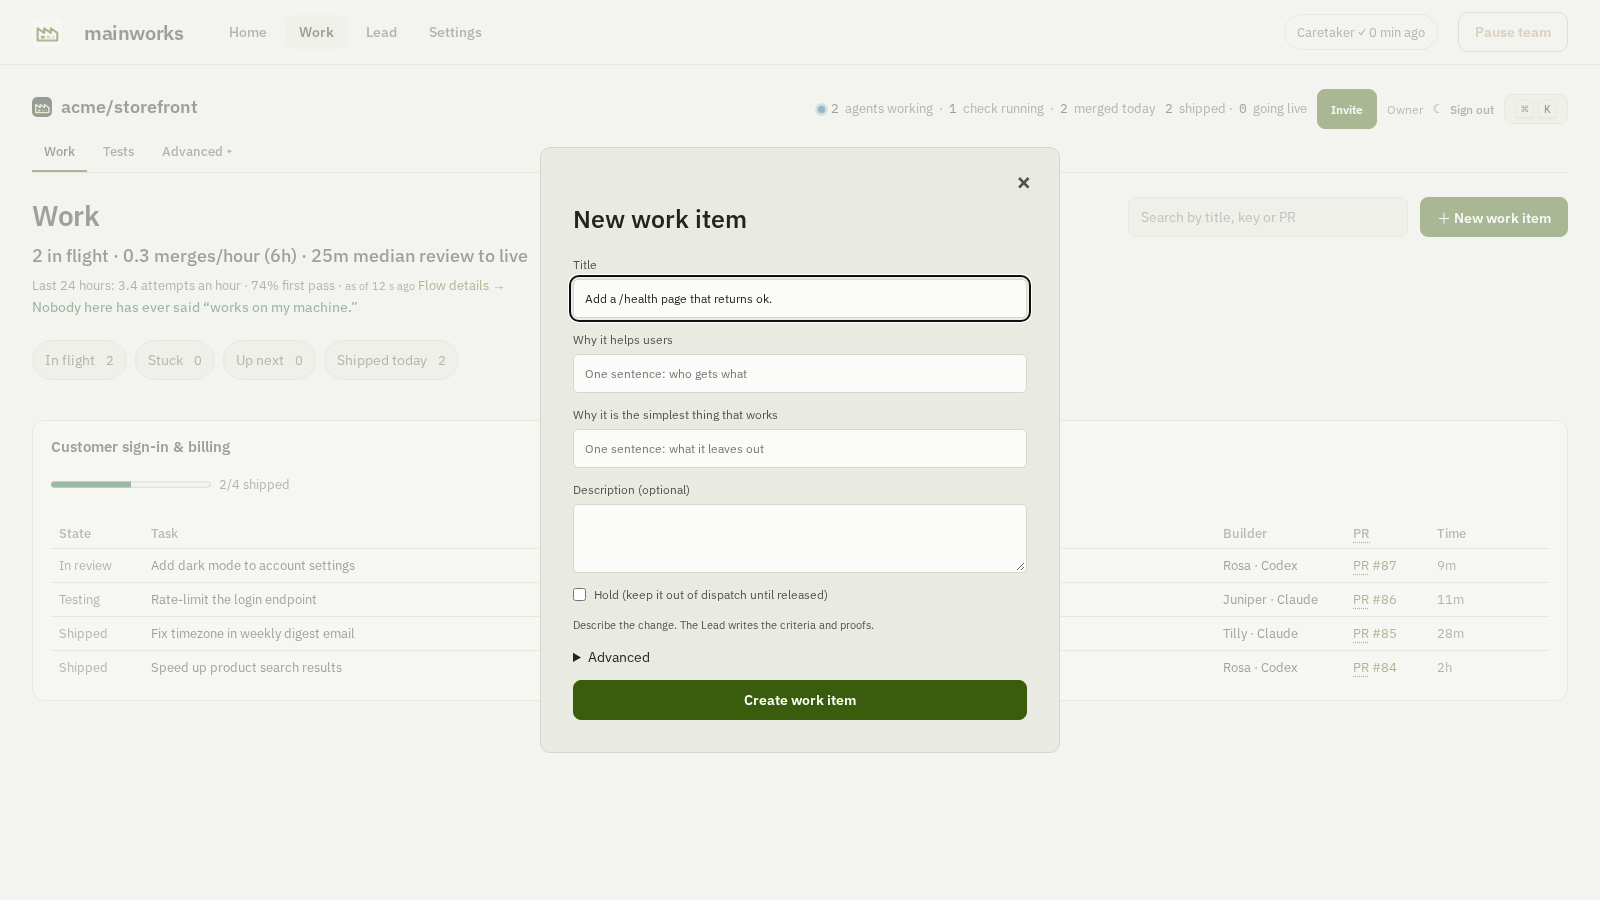 mainworks
Home
Work
Lead
Settings
Caretaker ✓ 0 min ago
Pause team
acme/storefront
2 agents working · 1 check running · 2 merged today 2 shipped · 0 going live
Invite
Owner
☾
Sign out
⌘ K
Work
Tests
Advanced ▸
Work
Search by title, key or PR
+ New work item
2 in flight · 0.3 merges/hour (6h) · 25m median review to live
Last 24 hours: 3.4 attempts an hour · 74% first pass · as of 12 s ago Flow details →
Nobody here has ever said “works on my machine.”
In flight 2
Stuck 0
Up next 0
Shipped today 2
Customer sign-in & billing
2/4 shipped
State Task Builder PR Time
In review Add dark mode to account settings Rosa · Codex PR #87 9m
Testing Rate-limit the login endpoint Juniper · Claude PR #86 11m
Shipped Fix timezone in weekly digest email Tilly · Claude PR #85 28m
Shipped Speed up product search results Rosa · Codex PR #84 2h
×
New work item
Title
Add a /health page that returns ok.
Why it helps users
One sentence: who gets what
Why it is the simplest thing that works
One sentence: what it leaves out
Description (optional)
Hold (keep it out of dispatch until released)
Describe the change. The Lead writes the criteria and proofs.
▶ Advanced
Create work item